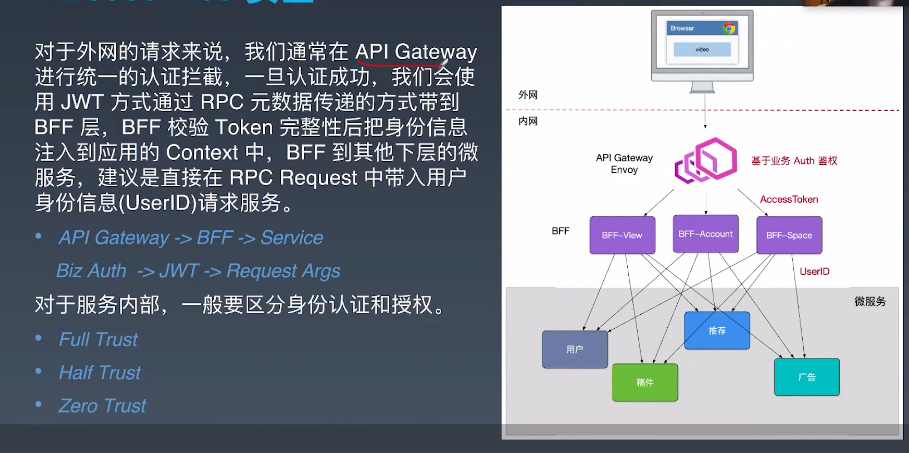 对于外网的请求来说，我们通常在 API Gateway
进行统一的认证拦截，一旦认证成功，我们会使
用 JWT 方式通过 RPC 元数据传递的方式带到
BFF 层，BFF 校验 Token 完整性后把身份信息
注入到应用的 Context 中，BFF 到其他下层的微
服务，建议是直接在 RPC Request 中带入用户
身份信息(UserID)请求服务。
• API Gateway -> BFF -> Service
Biz Auth -> JWT -> Request Args
对于服务内部，一般要区分身份认证和授权。
• Full Trust
• Half Trust
• Zero Trust
Browser
video
外网
内网
API Gateway
Envoy
基于业务 Auth 鉴权
AccessToken
BFF
BFF-View
BFF-Account
BFF-Space
UserID
微服务
用户
推荐
稿件
广告